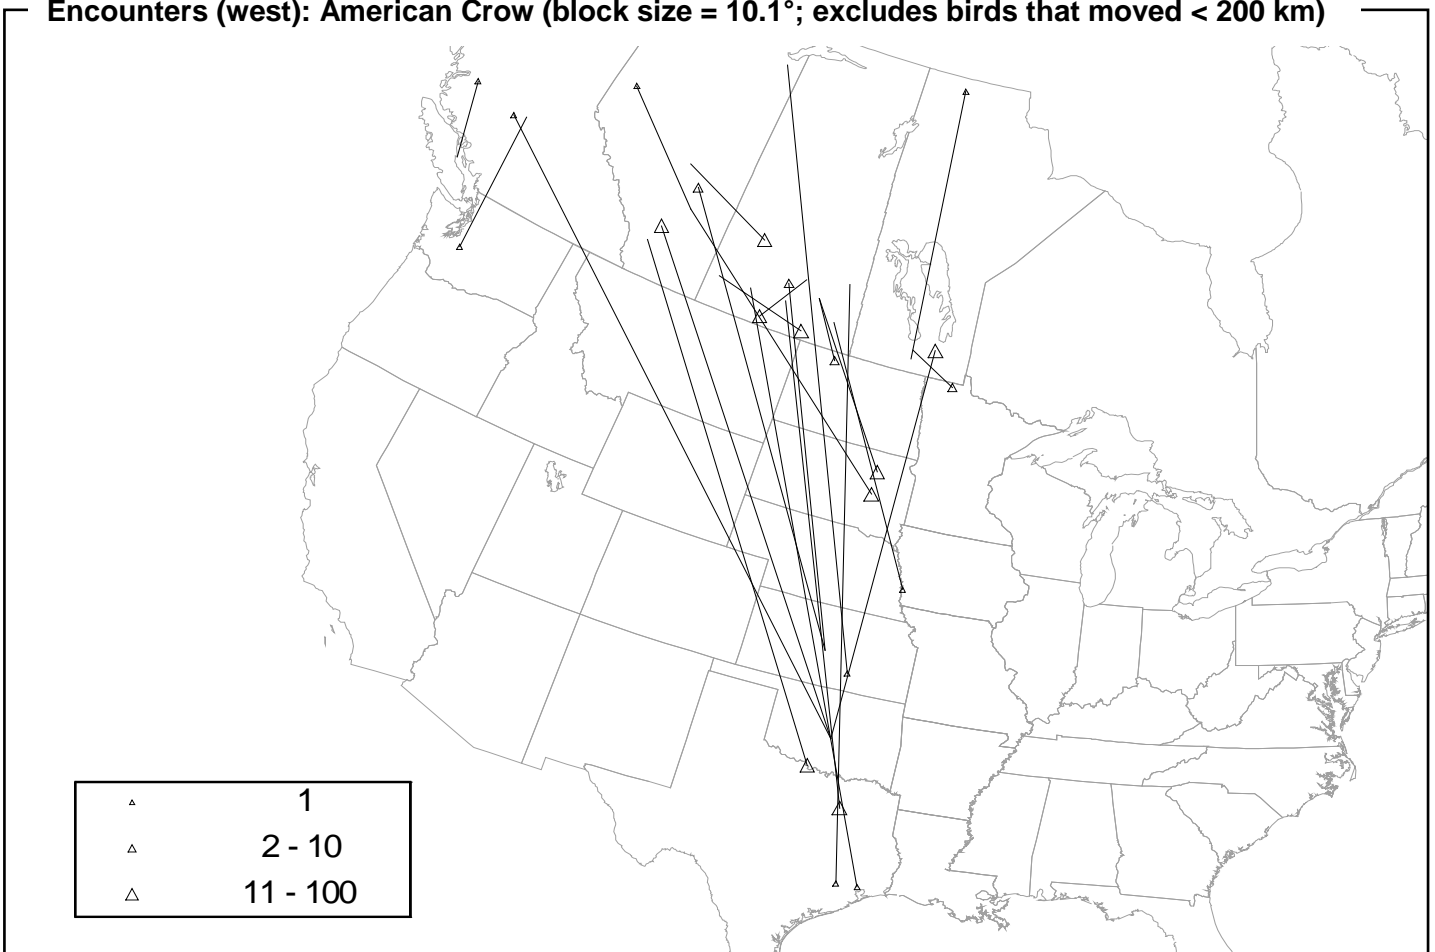 Encounters (west): American Crow (block size = 10.1°; excludes birds that moved < 200 km)
1
2 - 10
11 - 100